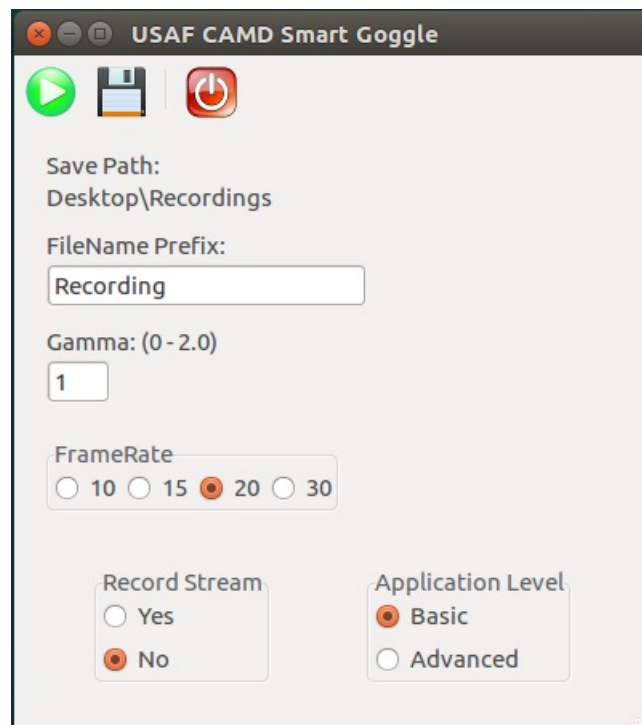 USAF CAMD Smart Goggle
Save Path:
Desktop\Recordings
FileName Prefix:
Recording
Gamma: (0 - 2.0)
1
FrameRate
10 15 20 30
Record Stream Application Level
Yes Basic
No Advanced